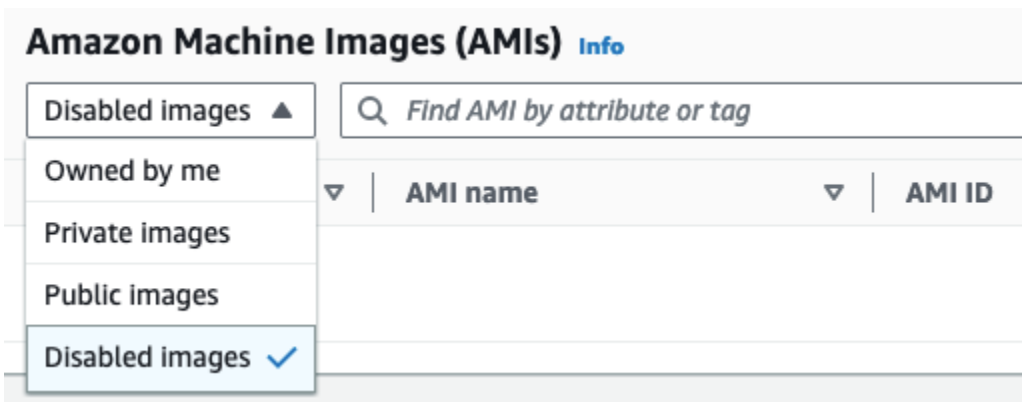 Amazon Machine Images (AMIs) Info
Disabled images
Find AMI by attribute or tag
Owned by me
Private images
Public images
Disabled images
AMI name
AMI ID